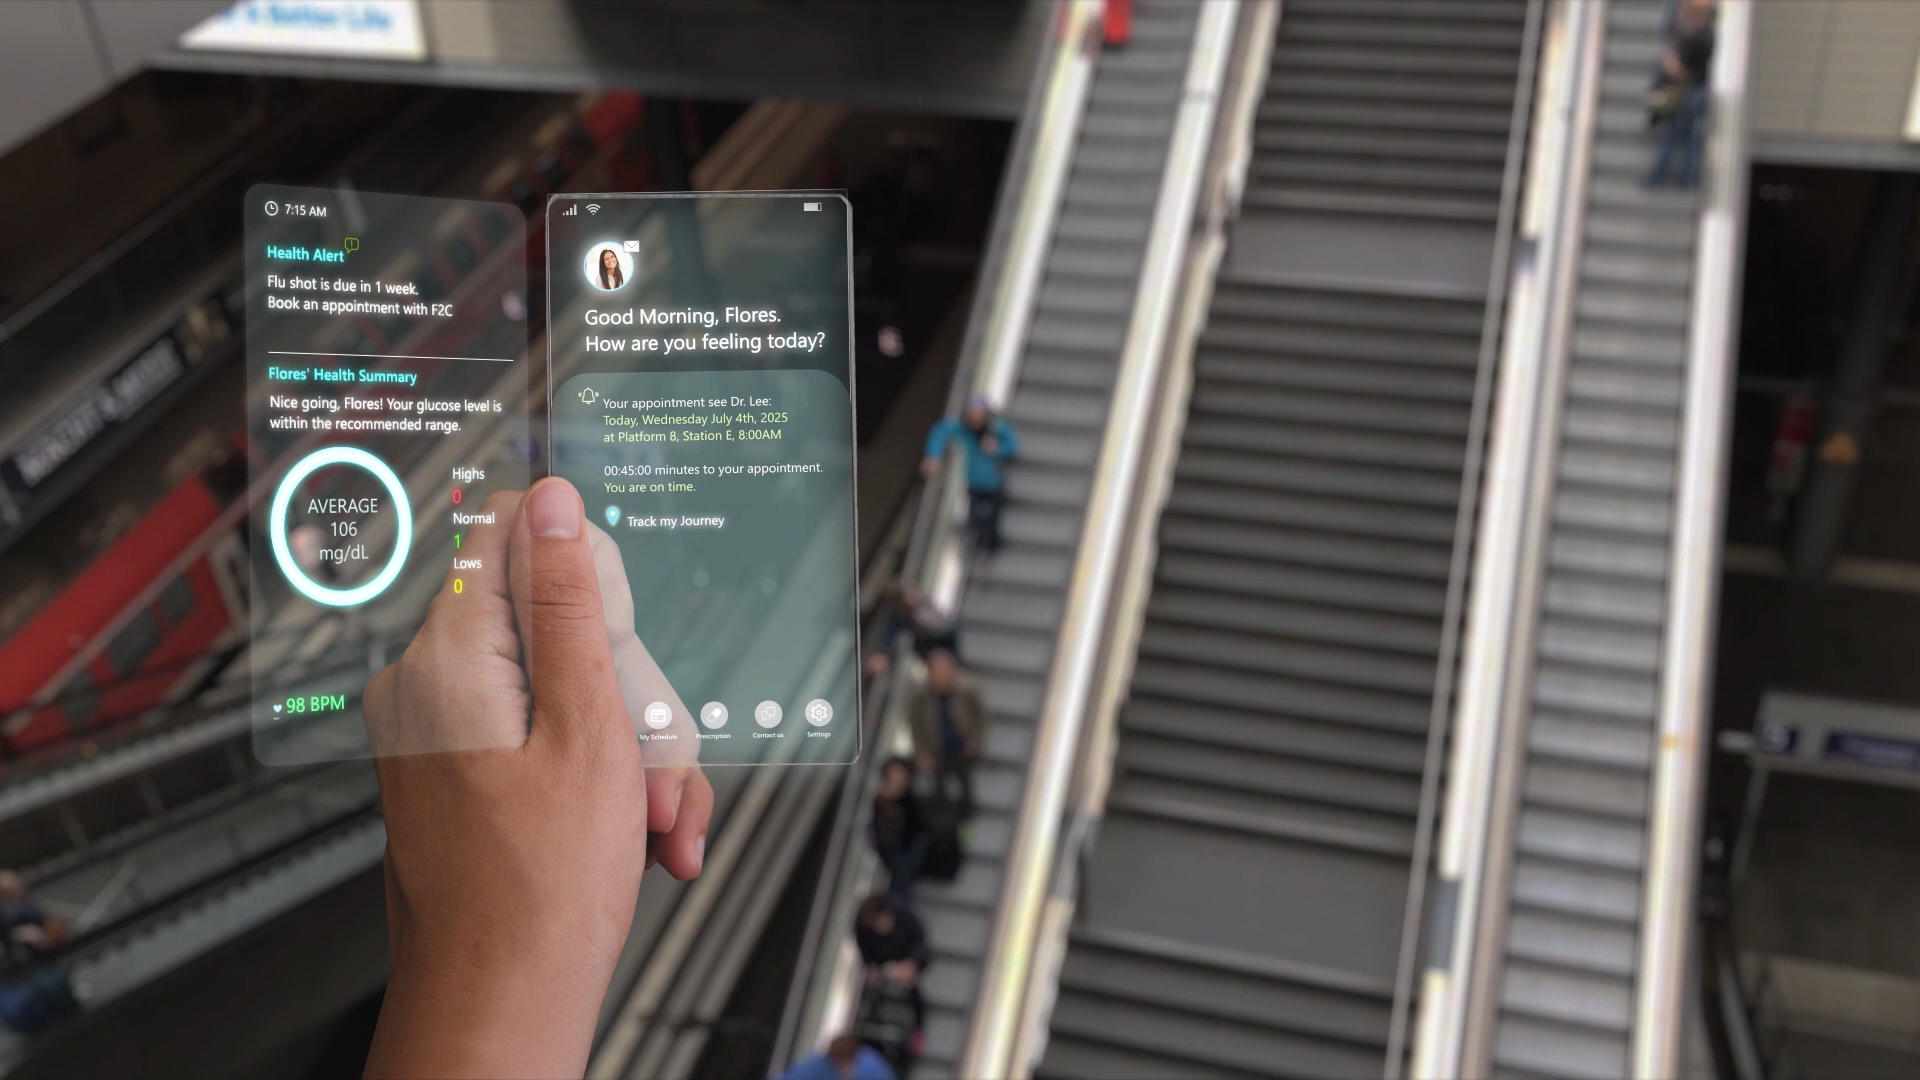 a Better Life
7:15 AM
Health Alert
Flu shot is due in 1 week.
Book an appointment with F2C
Flores' Health Summary
Nice going, Flores! Your glucose level is
within the recommended range.
AVERAGE
106
mg/dL
Highs
0
Normal
1
Lows
0
98 BPM
Good Morning, Flores.
How are you feeling today?
Your appointment see Dr. Lee:
Today, Wednesday July 4th, 2025
at Platform 8, Station E, 8:00AM
00:45:00 minutes to your appointment.
You are on time.
Track my Journey
My Schedule
Prescription
Contact us
Settings